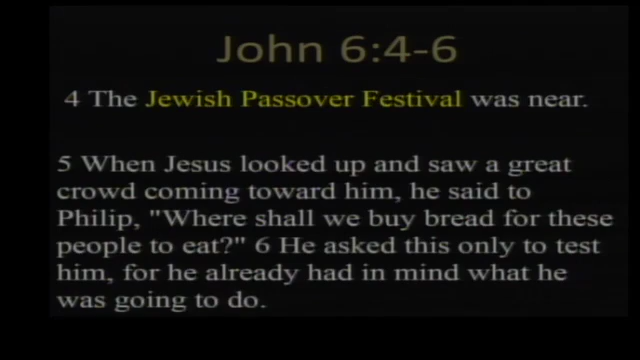 John 6:4-6
4 The Jewish Passover Festival was near.
5 When Jesus looked up and saw a great
crowd coming toward him, he said to
Philip, "Where shall we buy bread for these
people to eat?" 6 He asked this only to test
him, for he already had in mind what he
was going to do.